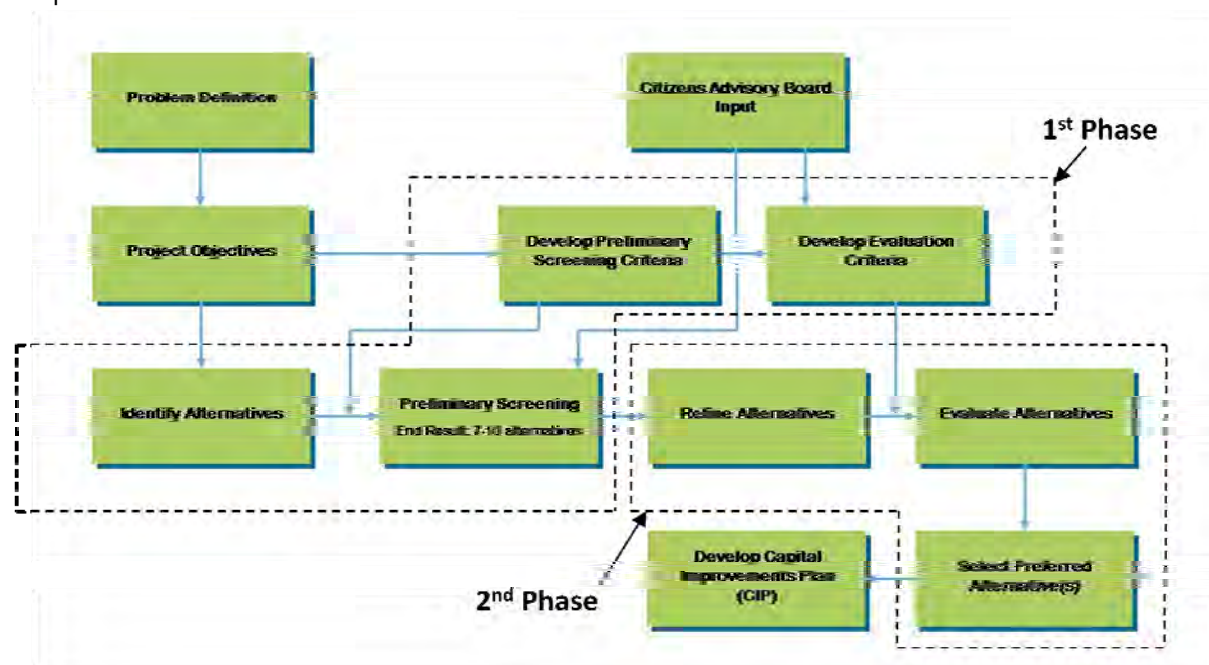 Problem Definition
Citizens Advisory Board
Input
1st Phase
Project Objectives
Develop Preliminary
Screening Criteria
Develop Evaluation
Criteria
Identify Alternatives
Preliminary Screening
End Result: 7-10 alternatives
Refine Alternatives
Evaluate Alternatives
2nd Phase
Develop Capital
Improvements Plan
(CIP)
Select Preferred
Alternative(s)